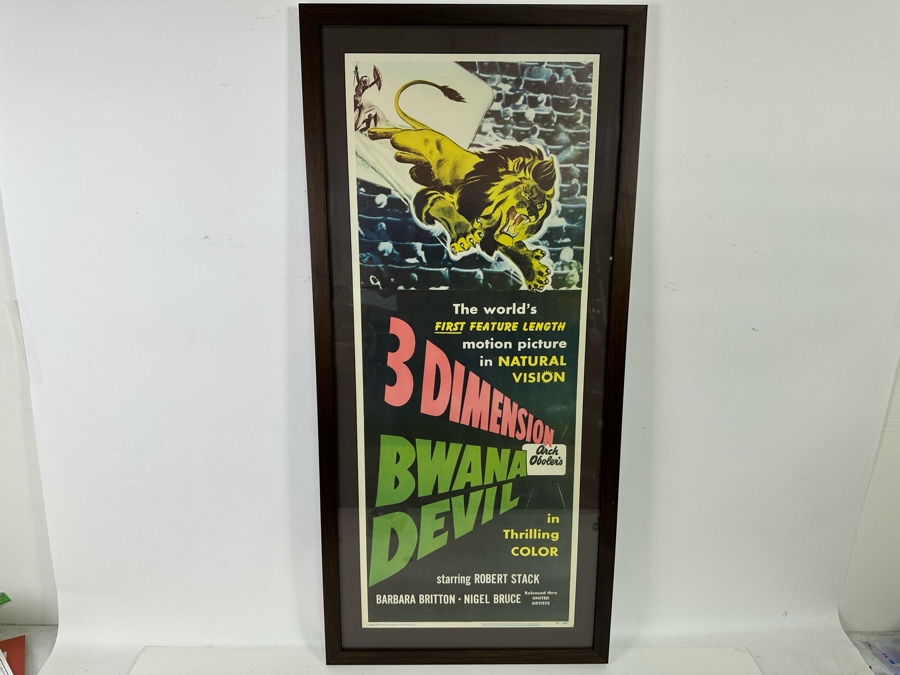 The world's
FIRST FEATURE LENGTH
motion picture
in NATURAL
VISION
3 DIMENSION
Arch
Oboler's
BWANA
DEVIL
in
Thrilling
COLOR
starring ROBERT STACK
BARBARA BRITTON · NIGEL BRUCE
Released thru
UNITED
ARTISTS